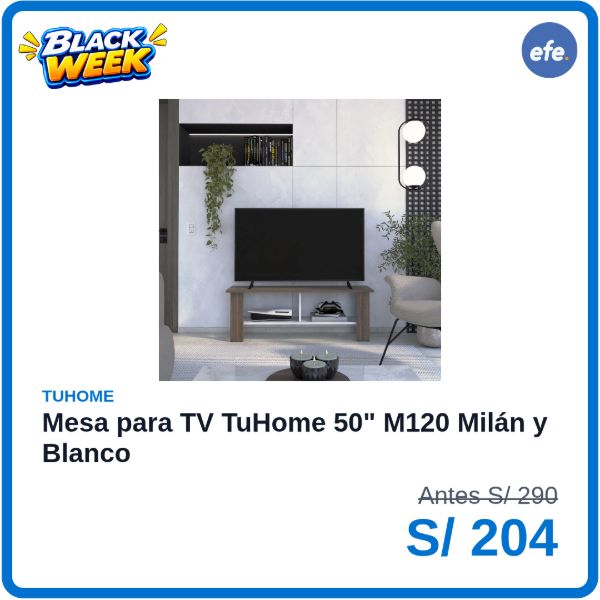 BLACK
WEEK
efe.
TUHOME
Mesa para TV TuHome 50" M120 Milán y
Blanco
Antes S/ 290
S/ 204